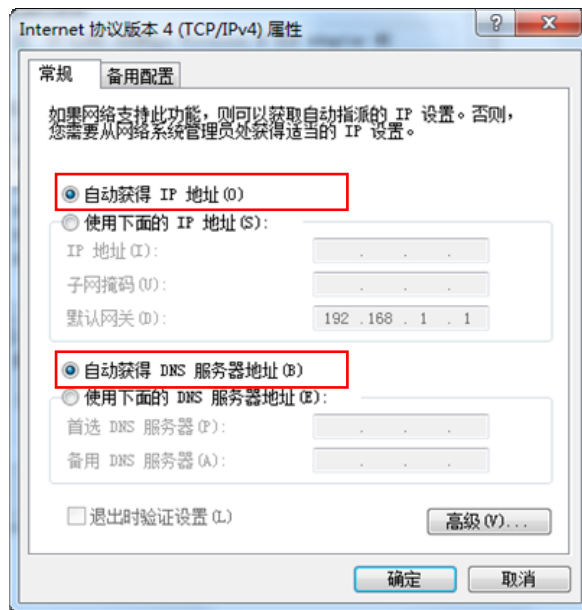 Internet 协议版本 4 (TCP/IPv4) 属性
常规
备用配置
如果网络支持此功能，则可以获取自动指派的 IP 设置。否则，
您需要从网络系统管理员处获得适当的 IP 设置。
自动获得 IP 地址(O)
使用下面的 IP 地址(S):
IP 地址(I):
子网掩码(U):
默认网关(D):
192 . 168 . 1 . 1
自动获得 DNS 服务器地址(B)
使用下面的 DNS 服务器地址(E):
首选 DNS 服务器(P):
备用 DNS 服务器(A):
退出时验证设置(L)
高级(V)...
确定
取消